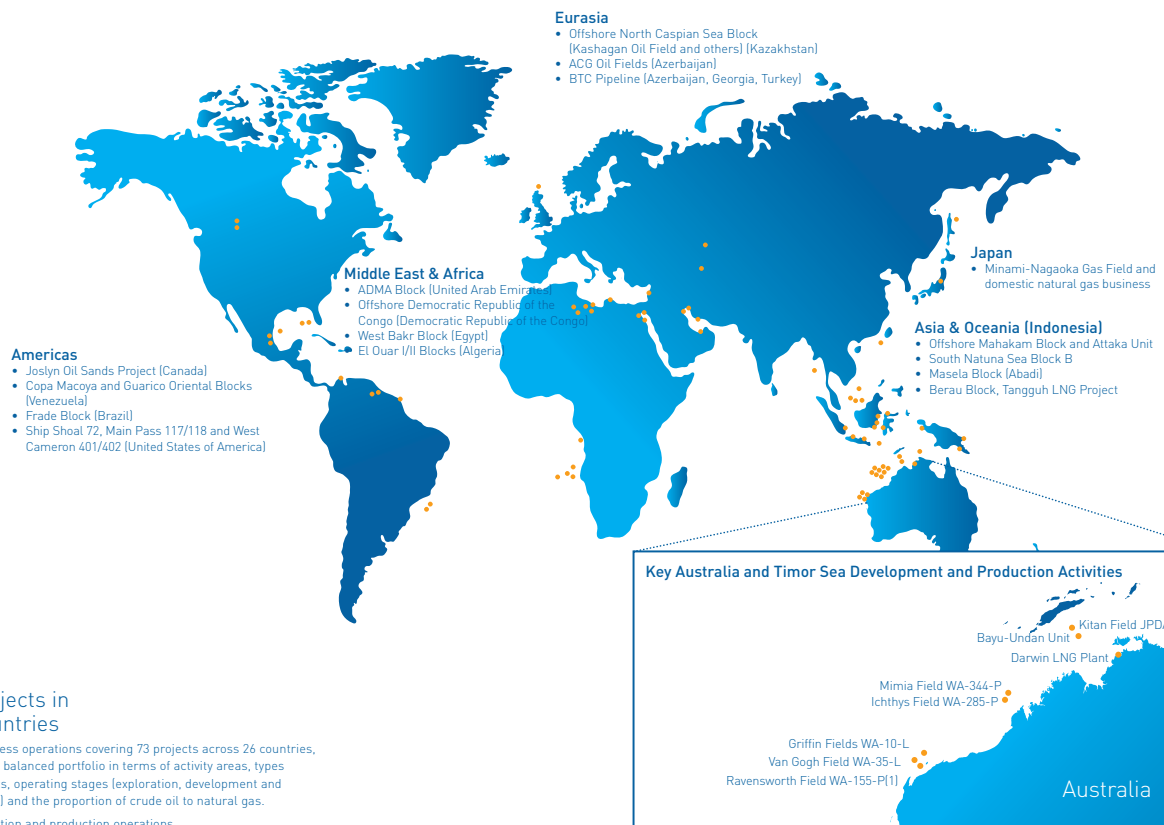 Eurasia
• Offshore North Caspian Sea Block
(Kashagan Oil Field and others) (Kazakhstan)
• ACG Oil Fields (Azerbaijan)
• BTC Pipeline (Azerbaijan, Georgia, Turkey)
Japan
• Minami-Nagaoka Gas Field and
domestic natural gas business
Middle East & Africa
• ADMA Block (United Arab Emirates)
• Offshore Democratic Republic of the
Congo (Democratic Republic of the Congo)
• West Bakr Block (Egypt)
• El Ouar I/II Blocks (Algeria)
Asia & Oceania (Indonesia)
• Offshore Mahakam Block and Attaka Unit
• South Natuna Sea Block B
• Masela Block (Abadi)
• Berau Block, Tangguh LNG Project
Americas
• Joslyn Oil Sands Project (Canada)
• Copa Macoya and Guarico Oriental Blocks
(Venezuela)
• Frade Block (Brazil)
• Ship Shoal 72, Main Pass 117/118 and West
Cameron 401/402 (United States of America)
Key Australia and Timor Sea Development and Production Activities
Kitan Field JPDA
Bayu-Undan Unit
Darwin LNG Plant
Mimia Field WA-344-P
Ichthys Field WA-285-P
Griffin Fields WA-10-L
Van Gogh Field WA-35-L
Ravensworth Field WA-155-P(1)
Australia
jects in
ntries
ess operations covering 73 projects across 26 countries,
balanced portfolio in terms of activity areas, types
s, operating stages (exploration, development and
) and the proportion of crude oil to natural gas.
tion and production operations